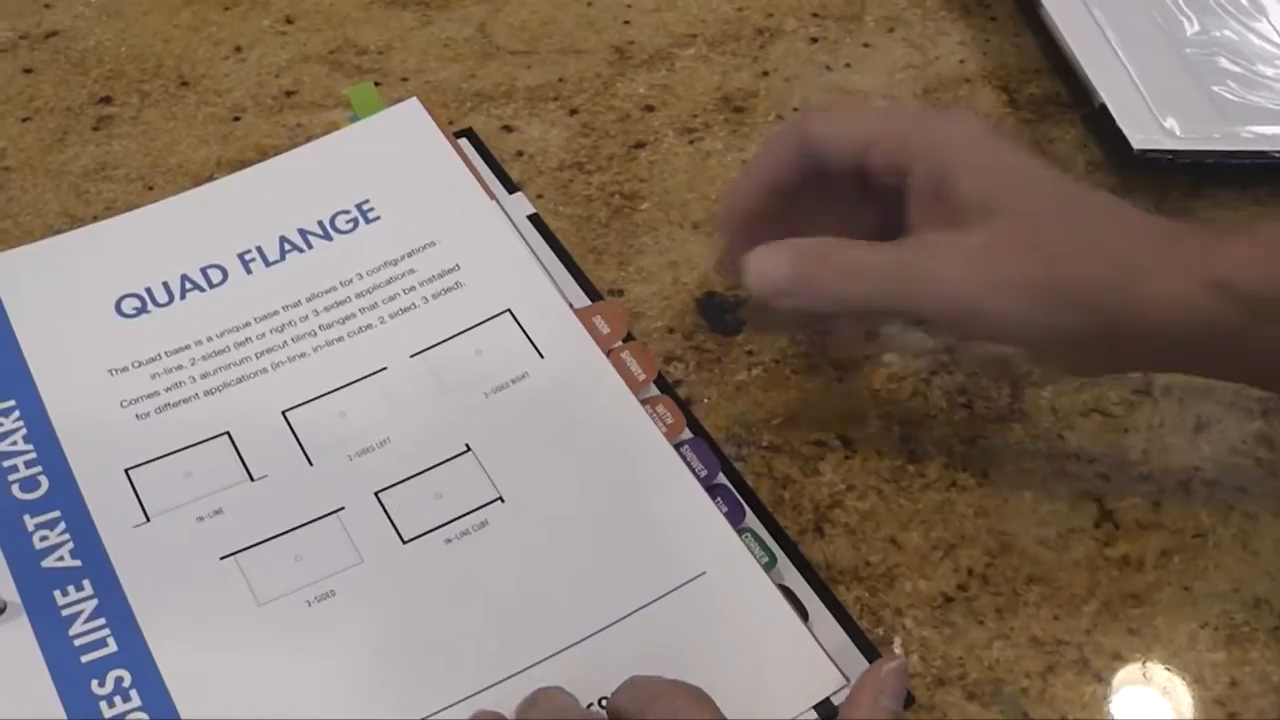 QUAD FLANGE
The Quad base is a unique base that allows for 3 configurations:
in-line, 2-sided (left or right) or 3-sided applications.
Comes with 3 aluminum precut tiling flanges that can be installed
for different applications (in-line, in-line cube, 2 sided, 3 sided).
2-SIDED RIGHT
2-SIDED LEFT
IN-LINE
IN-LINE CUBE
3-SIDED
LINE ART CHART
DOOR
SHOWER
WITH
SHOWER
TUB
CORNER